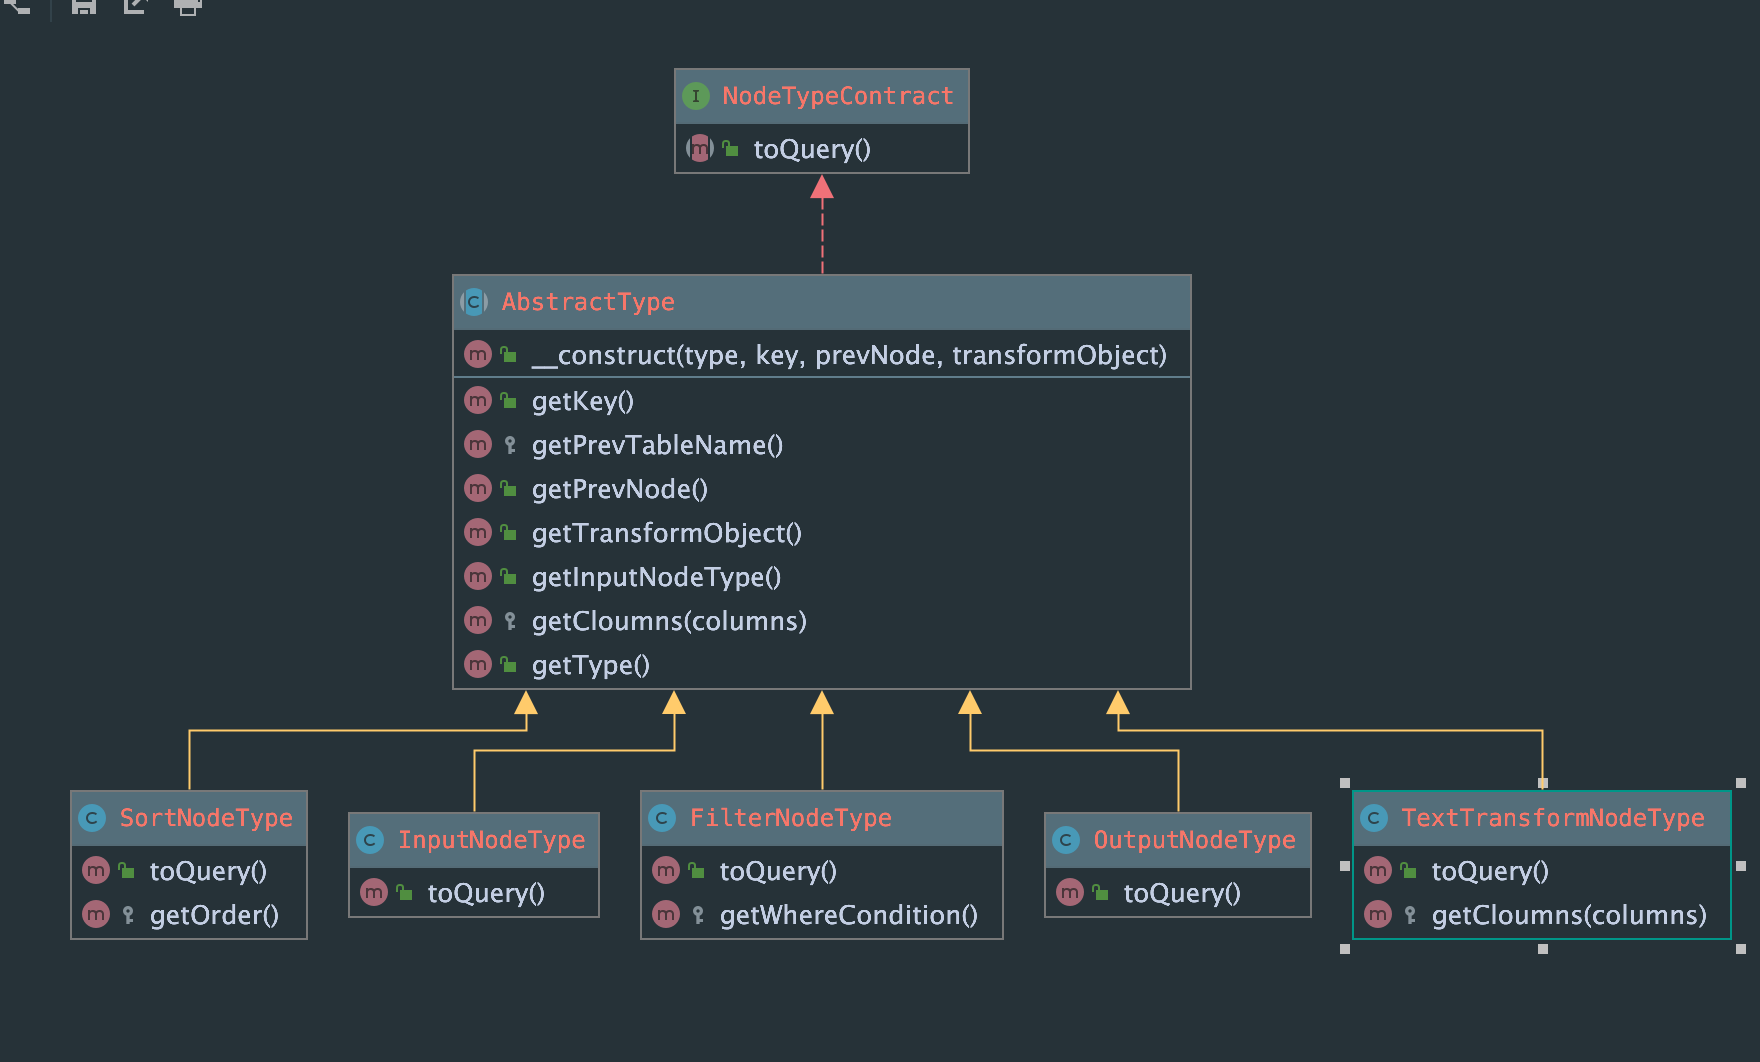 NodeTypeContract
toQuery()
AbstractType
__construct(type, key, prevNode, transformObject)
getKey()
getPrevTableName()
getPrevNode()
getTransformObject()
getInputNodeType()
getCloumns(columns)
getType()
SortNodeType
toQuery()
getOrder()
InputNodeType
toQuery()
FilterNodeType
toQuery()
getWhereCondition()
OutputNodeType
toQuery()
TextTransformNodeType
toQuery()
getCloumns(columns)